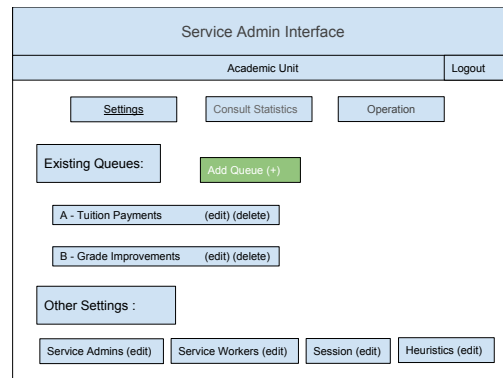 Service Admin Interface
Academic Unit
Logout
Settings
Consult Statistics
Operation
Existing Queues:
Add Queue (+)
A - Tuition Payments (edit) (delete)
B - Grade Improvements (edit) (delete)
Other Settings :
Service Admins (edit)
Service Workers (edit)
Session (edit)
Heuristics (edit)